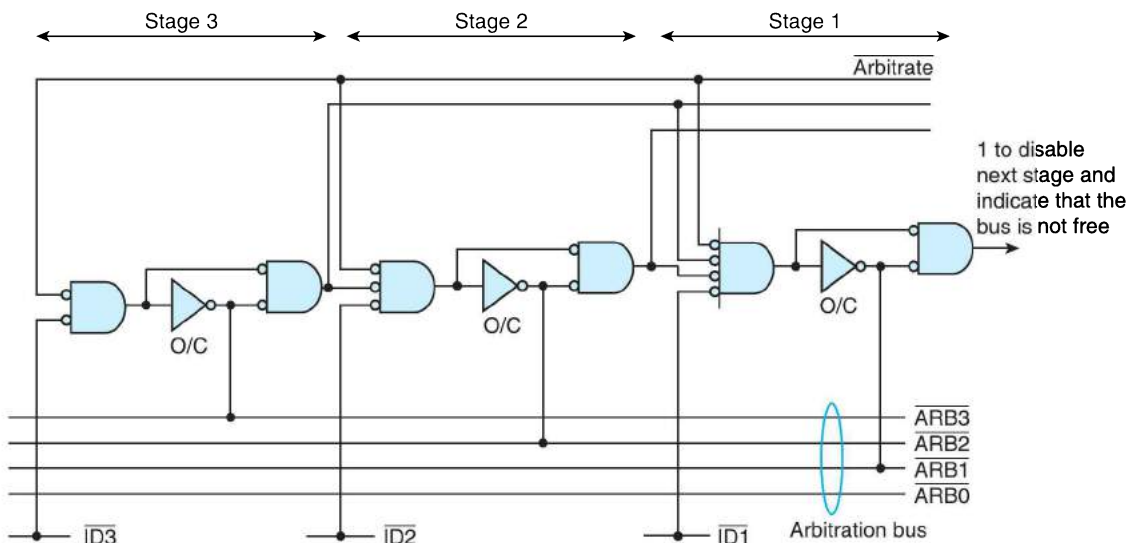 Stage 3
Stage 2
Stage 1
Arbitrate
1 to disable
next stage and
indicate that the
bus is not free
O/C
O/C
O/C
ARB3
ARB2
ARB1
ARB0
Arbitration bus
ID3
ID2
ID1